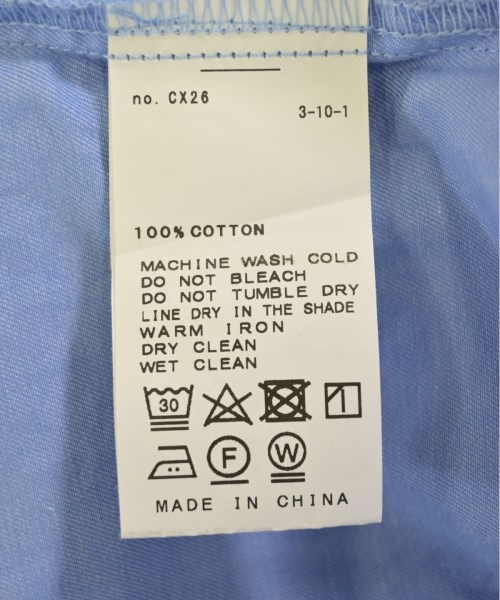 no. CX26
3-10-1
100% COTTON
MACHINE WASH COLD
DO NOT BLEACH
DO NOT TUMBLE DRY
LINE DRY IN THE SHADE
WARM IRON
DRY CLEAN
WET CLEAN
30
F W
MADE IN CHINA